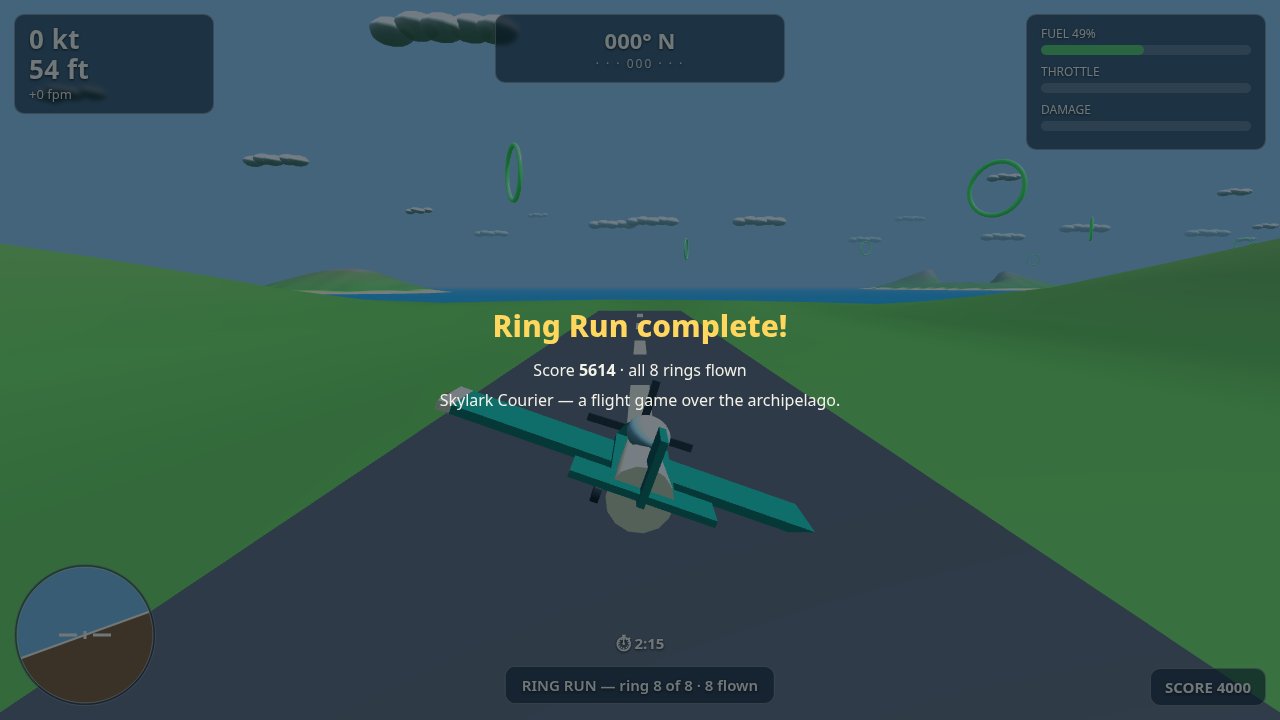 0 kt
54 ft
+0 fpm
000° N
· · · 000 · · ·
FUEL 49%
THROTTLE
DAMAGE
Ring Run complete!
Score 5614 · all 8 rings flown
Skylark Courier — a flight game over the archipelago.
⏱ 2:15
RING RUN — ring 8 of 8 · 8 flown
SCORE 4000